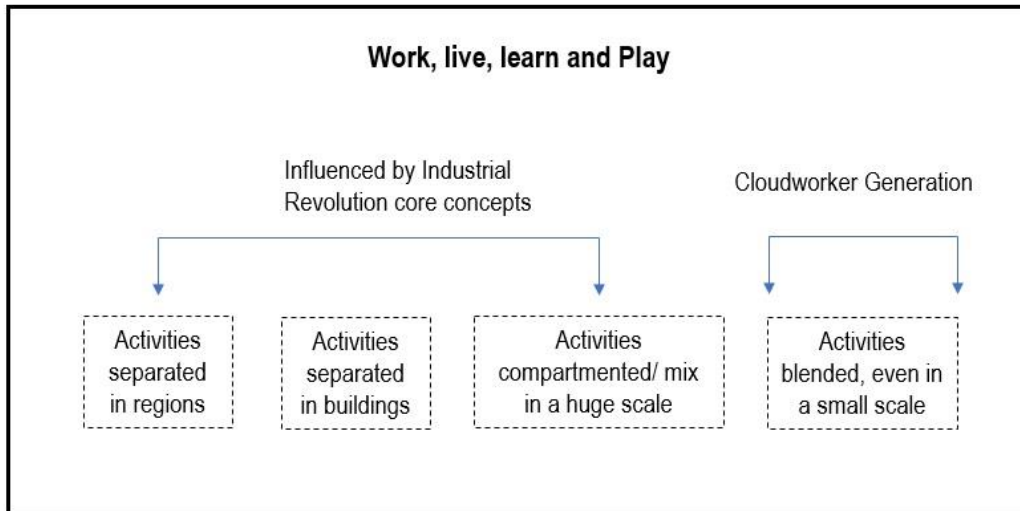 Work, live, learn and Play
Influenced by Industrial
Revolution core concepts
Cloudworker Generation
Activities
separated
in regions
Activities
separated
in buildings
Activities
compartmented/ mix
in a huge scale
Activities
blended, even in
a small scale